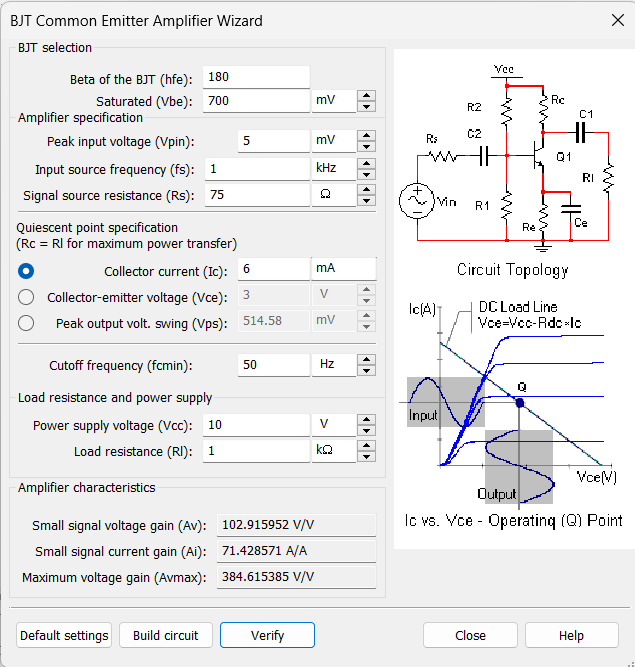 BJT Common Emitter Amplifier Wizard
BJT selection
Beta of the BJT (hfe): 180
Saturated (Vbe): 700 mV
Amplifier specification
Peak input voltage (Vpin): 5 mV
Input source frequency (fs): 1 kHz
Signal source resistance (Rs): 75 Ω
Quiescent point specification
(Rc = Rl for maximum power transfer)
Collector current (Ic): 6 mA
Collector-emitter voltage (Vce): 3 V
Peak output volt. swing (Vps): 514.58 mV
Cutoff frequency (fcmin): 50 Hz
Load resistance and power supply
Power supply voltage (Vcc): 10 V
Load resistance (Rl): 1 kΩ
Amplifier characteristics
Small signal voltage gain (Av): 102.915952 V/V
Small signal current gain (Ai): 71.428571 A/A
Maximum voltage gain (Avmax): 384.615385 V/V
Default settings Build circuit Verify Close Help
Vcc
R2 Rc C1
Rs C2
Q1 Rl
Vin R1
Re Ce
Circuit Topology
Ic(A) DC Load Line
Vce=Vcc-Rdc*Ic
Q
Input
Vce(V)
Output
Ic vs. Vce - Operating (Q) Point